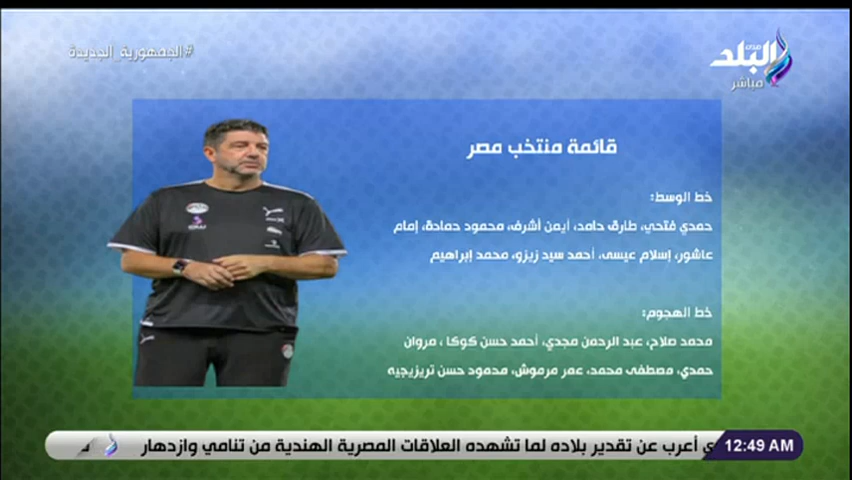 #الجمهورية_الجديدة
صدى
البلد
مباشر
قائمة منتخب مصر
خط الوسط:
حمدي فتحي، طارق حامد، أيمن أشرف، محمود حمادة، إمام
عاشور، إسلام عيسى، أحمد سيد زيزو، محمد إبراهيم
خط الهجوم:
محمد صلاح، عبد الرحمن مجدي، أحمد حسن كوكا ، مروان
حمدي، مصطفى محمد، عمر مرموش، محمود حسن تريزيجيه
أعرب عن تقدير بلاده لما تشهده العلاقات المصرية الهندية من تنامي وازدهار
12:49 AM